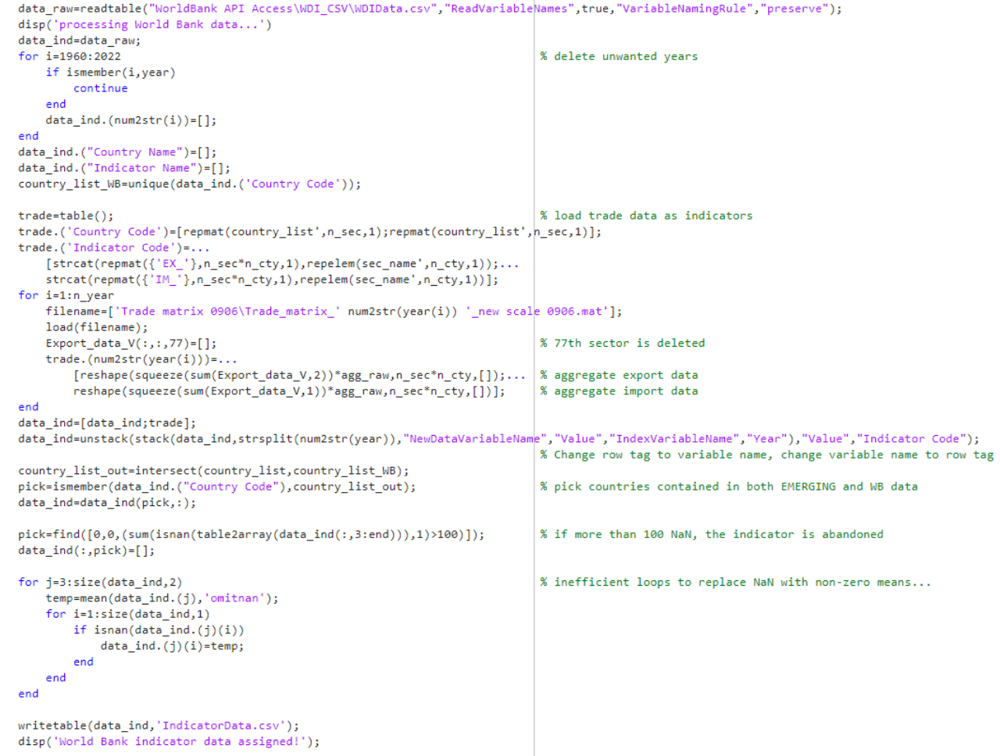 data_raw=readtable("WorldBank API Access\WDI_CSV\WDIData.csv","ReadVariableNames",true,"VariableNamingRule","preserve");
disp('processing World Bank data...')
data_ind=data_raw;
for i=1960:2022 % delete unwanted years
    if ismember(i,year)
        continue
    end
    data_ind.(num2str(i))=[];
end
data_ind.("Country Name")=[];
data_ind.("Indicator Name")=[];
country_list_WB=unique(data_ind.('Country Code'));

trade=table(); % load trade data as indicators
trade.('Country Code')=[repmat(country_list',n_sec,1);repmat(country_list',n_sec,1)];
trade.('Indicator Code')=...
    [strcat(repmat({'EX_'},n_sec*n_cty,1),repelem(sec_name',n_cty,1));...
    strcat(repmat({'IM_'},n_sec*n_cty,1),repelem(sec_name',n_cty,1))];
for i=1:n_year
    filename=['Trade matrix 0906\Trade_matrix_' num2str(year(i)) '_new scale 0906.mat'];
    load(filename);
    Export_data_V(:,:,77)=[]; % 77th sector is deleted
    trade.(num2str(year(i)))=...
        [reshape(squeeze(sum(Export_data_V,2))*agg_raw,n_sec*n_cty,[]);... % aggregate export data
        reshape(squeeze(sum(Export_data_V,1))*agg_raw,n_sec*n_cty,[])]; % aggregate import data
end
data_ind=[data_ind;trade];
data_ind=unstack(stack(data_ind,strsplit(num2str(year)),"NewDataVariableName","Value","IndexVariableName","Year"),"Value","Indicator Code");
% Change row tag to variable name, change variable name to row tag
country_list_out=intersect(country_list,country_list_WB);
pick=ismember(data_ind.("Country Code"),country_list_out); % pick countries contained in both EMERGING and WB data
data_ind=data_ind(pick,:);

pick=find([0,0,(sum(isnan(table2array(data_ind(:,3:end))),1)>100)]); % if more than 100 NaN, the indicator is abandoned
data_ind(:,pick)=[];

for j=3:size(data_ind,2) % inefficient loops to replace NaN with non-zero means...
    temp=mean(data_ind.(j),'omitnan');
    for i=1:size(data_ind,1)
        if isnan(data_ind.(j)(i))
            data_ind.(j)(i)=temp;
        end
    end
end

writetable(data_ind,'IndicatorData.csv');
disp('World Bank indicator data assigned!');